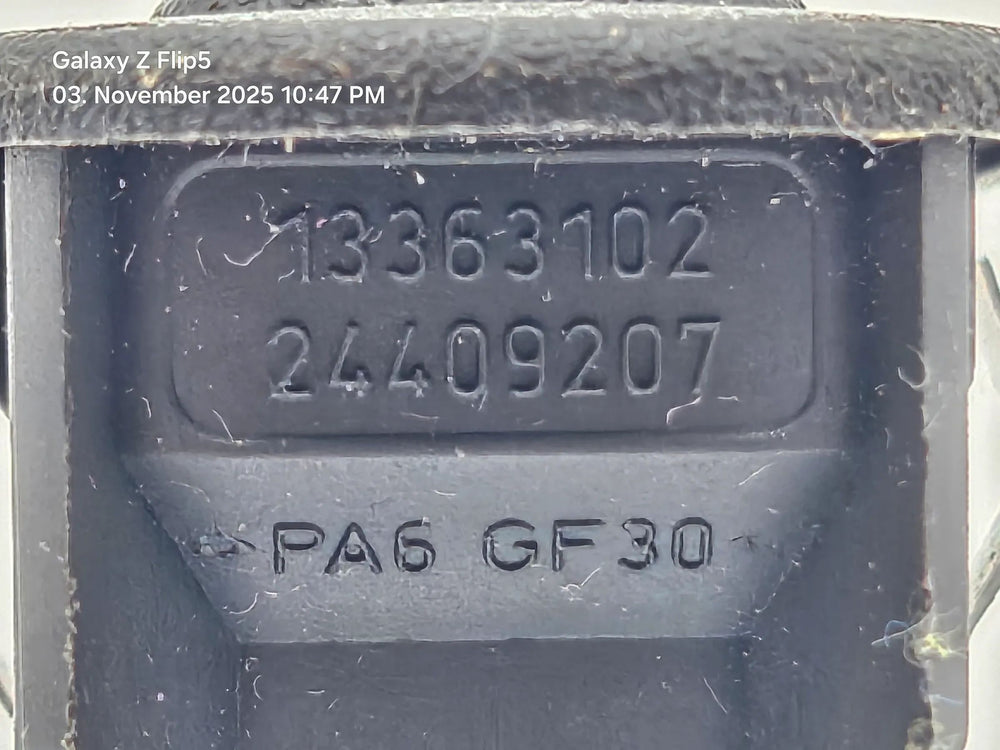 Galaxy Z Flip5
03. November 2025 10:47 PM
13363102
24409207
PA6 GF30